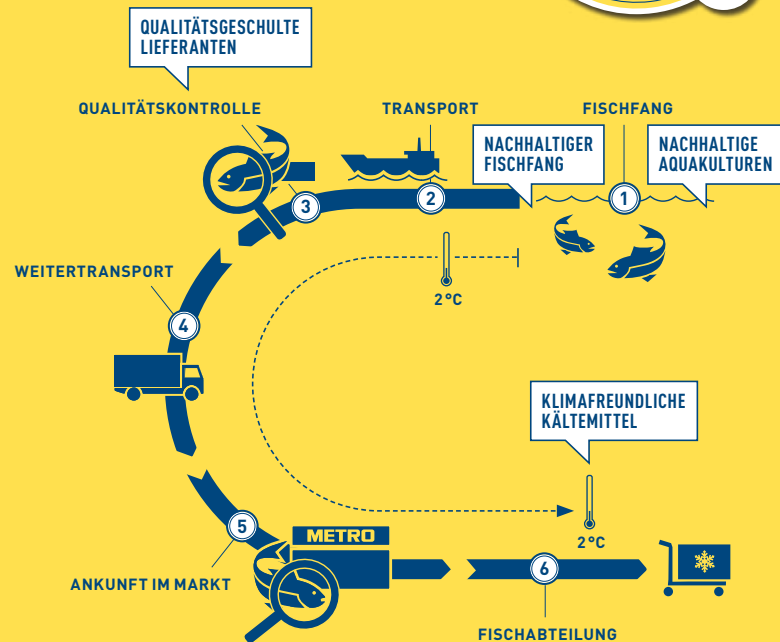 QUALITÄTSGESCHULTE
LIEFERANTEN
QUALITÄTSKONTROLLE
TRANSPORT
FISCHFANG
NACHHALTIGER
FISCHFANG
NACHHALTIGE
AQUAKULTUREN
1
2
3
2°C
WEITERTRANSPORT
4
KLIMAFREUNDLICHE
KÄLTEMITTEL
5
METRO
2°C
ANKUNFT IM MARKT
6
FISCHABTEILUNG